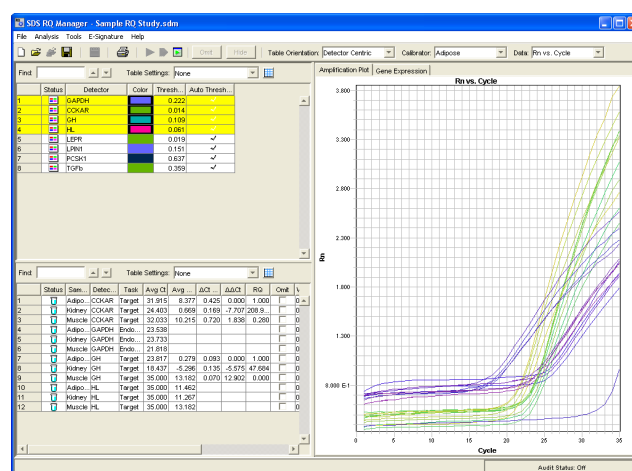 SDS RQ Manager - Sample RQ Study.sdm
File Analysis Tools E-Signature Help
Omit Hide Table Orientation: Detector Centric Calibrator: Adipose Data: Rn vs. Cycle
Find: Table Settings: None
Status Detector Color Thresh... Auto Thresh...
1 GAPDH 0.222
2 CCKAR 0.014
3 GH 0.109
4 HL 0.061
5 LEPR 0.019
6 LPIN1 0.151
7 PCSK1 0.637
8 TGFb 0.359
Find: Table Settings: None
Status Sam... Detec... Task Avg Ct Avg ... ΔCt ... ΔΔCt RQ Omit
1 Adipo... CCKAR Target 31.915 8.377 0.425 0.000 1.000 0
2 Kidney CCKAR Target 24.403 0.669 0.169 -7.707 208.9... 0
3 Muscle CCKAR Target 32.033 10.215 0.720 1.838 0.280 0
4 Adipo... GAPDH Endo... 23.538
5 Kidney GAPDH Endo... 23.733
6 Muscle GAPDH Endo... 21.818
7 Adipo... GH Target 23.817 0.279 0.093 0.000 1.000 0
8 Kidney GH Target 18.437 -5.296 0.135 -5.575 47.684 0
9 Muscle GH Target 35.000 13.182 0.070 12.902 0.000 0
10 Adipo... HL Target 35.000 11.462 0
11 Kidney HL Target 35.000 11.267 0
12 Muscle HL Target 35.000 13.182 0
Amplification Plot Gene Expression
Rn vs. Cycle
3.800
3.300
2.800
2.300
1.800
1.300
8.000 E-1
Rn
0 5 10 15 20 25 30 35
Cycle
Audit Status: Off